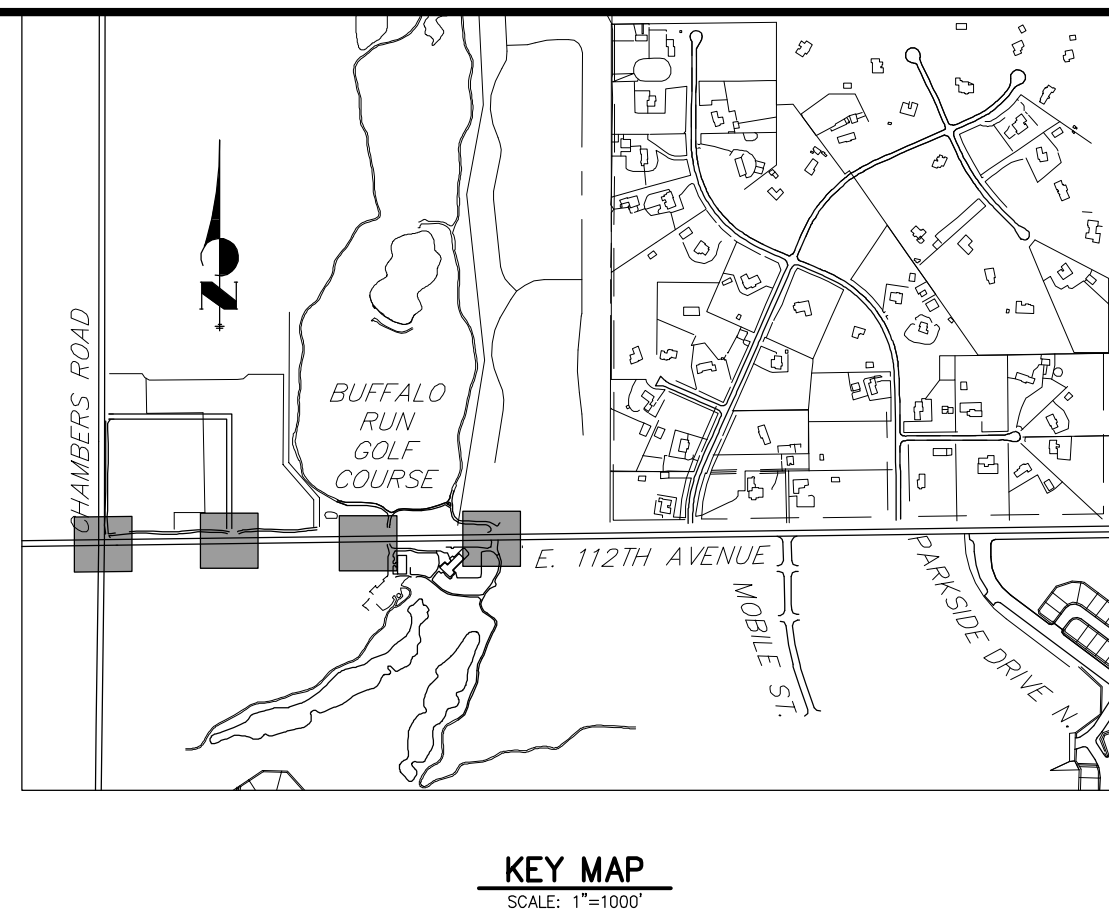 N
CHAMBERS ROAD
BUFFALO
RUN
GOLF
COURSE
E. 112TH AVENUE
MOBILE ST.
PARKSIDE DRIVE N.
KEY MAP
SCALE: 1"=1000'